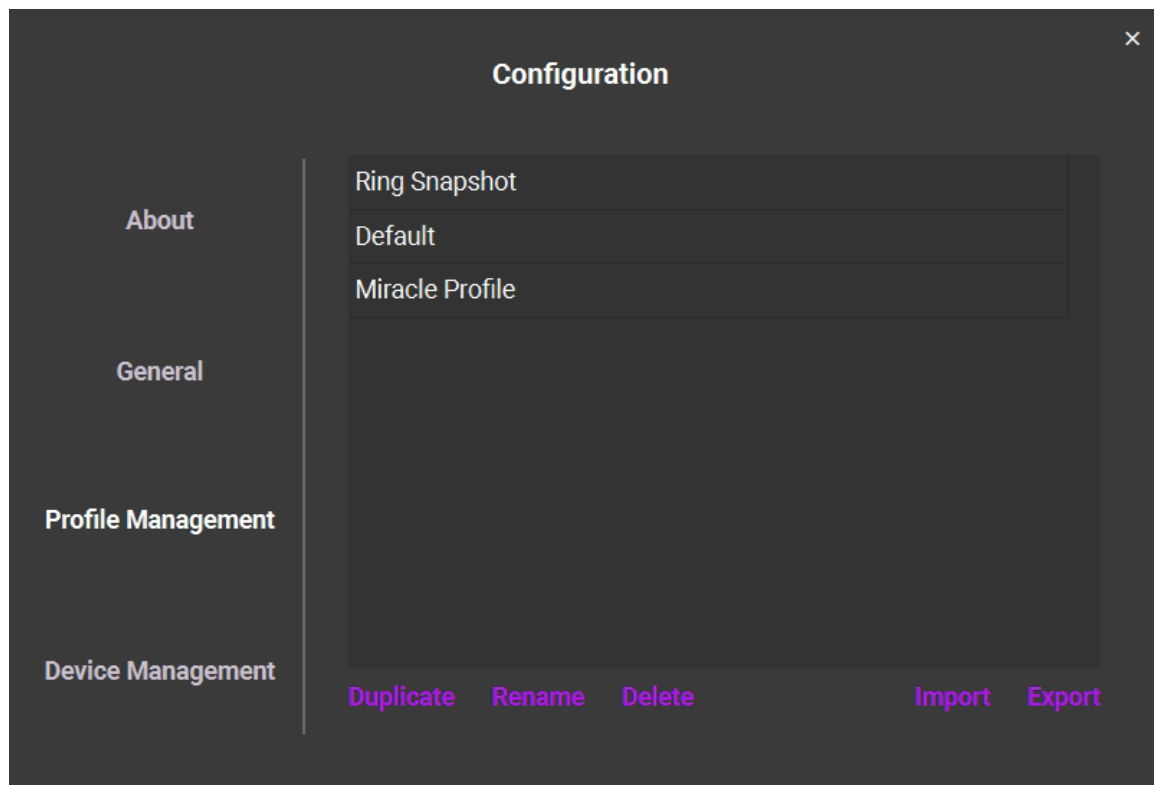 ×
Configuration
About
General
Profile Management
Device Management
Ring Snapshot
Default
Miracle Profile
Duplicate Rename Delete Import Export